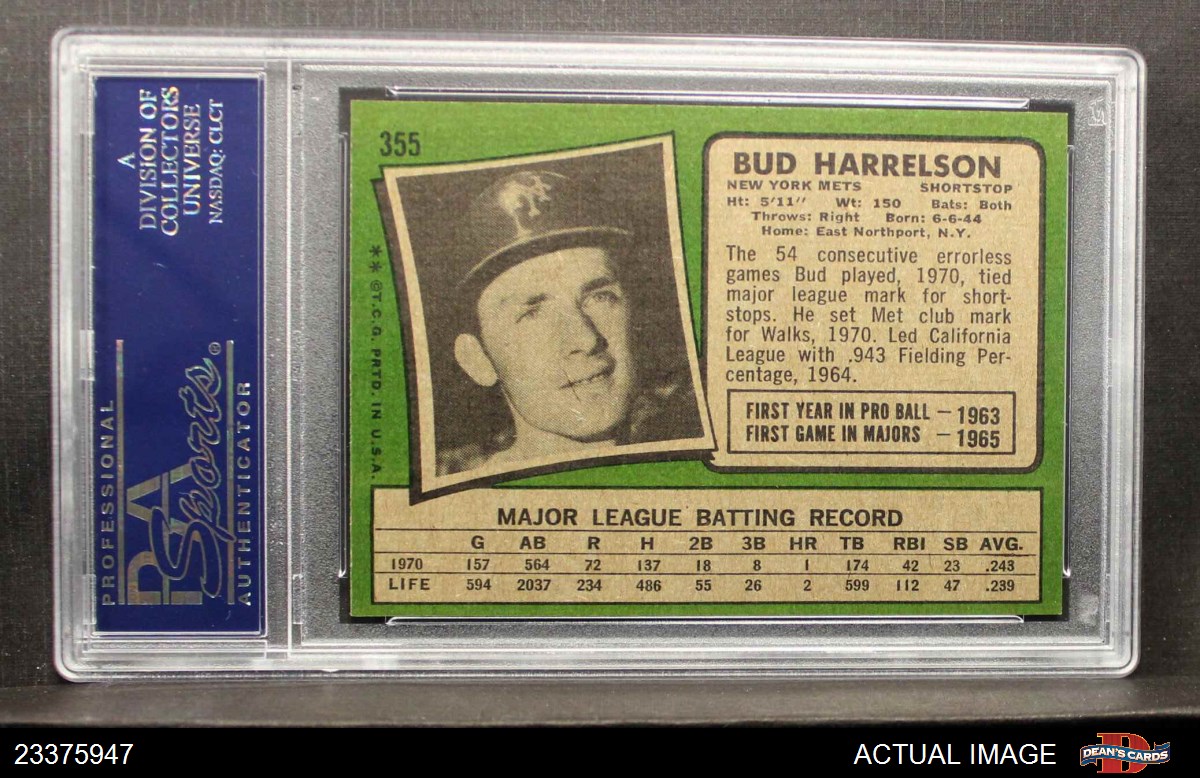 A
DIVISION OF
COLLECTORS
UNIVERSE
NASDAQ: CLCT
PROFESSIONAL
PSA
Sports®
AUTHENTICATOR
355
NY
** ©T.C.G. PRTD. IN U.S.A.
BUD HARRELSON
NEW YORK METS SHORTSTOP
Ht: 5'11" Wt: 150 Bats: Both
Throws: Right Born: 6-6-44
Home: East Northport, N.Y.
The 54 consecutive errorless
games Bud played, 1970, tied
major league mark for short-
stops. He set Met club mark
for Walks, 1970. Led California
League with .943 Fielding Per-
centage, 1964.
FIRST YEAR IN PRO BALL — 1963
FIRST GAME IN MAJORS — 1965
MAJOR LEAGUE BATTING RECORD
G AB R H 2B 3B HR TB RBI SB AVG.
1970 157 564 72 137 18 8 1 174 42 23 .243
LIFE 594 2037 234 486 55 26 2 599 112 47 .239
23375947
ACTUAL IMAGE
D
DEAN'S CARDS